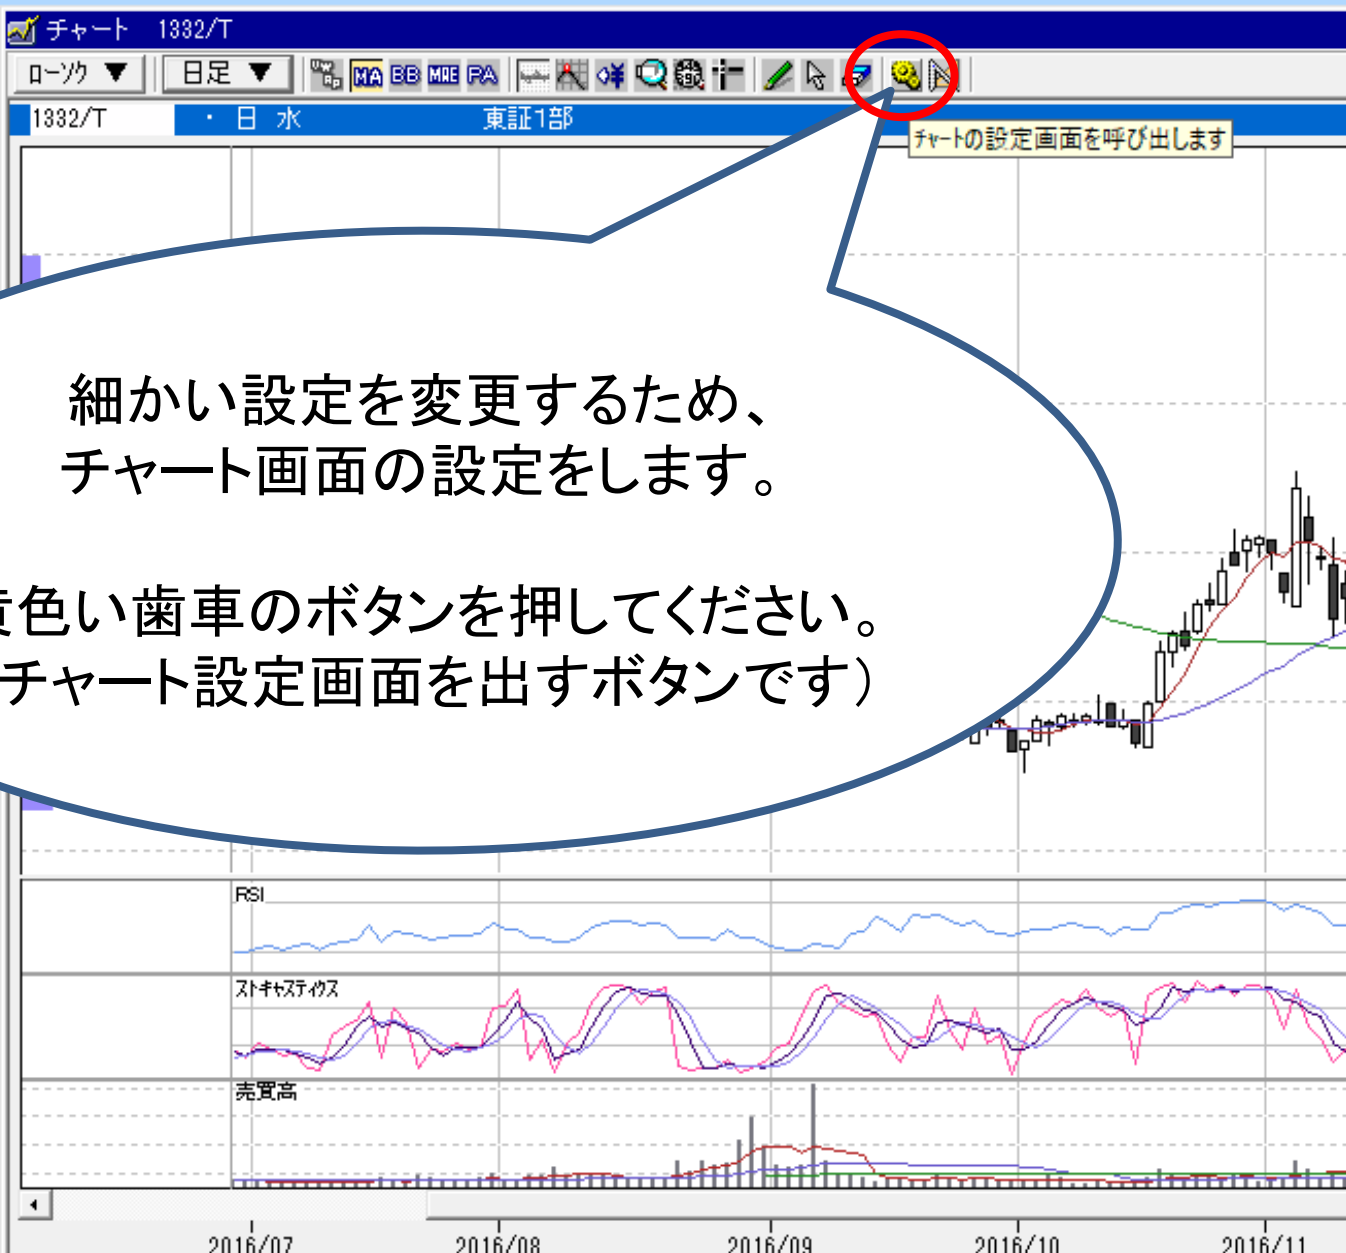 チャート 1332/T
ローソク ▼ 日足 ▼ MA BB MAE PA
1332/T ・ 日 水 東証1部
チャートの設定画面を呼び出します
細かい設定を変更するため、
チャート画面の設定をします。
黄色い歯車のボタンを押してください。
チャート設定画面を出すボタンです）
RSI
ストキャスティクス
売買高
2016/07 2016/08 2016/09 2016/10 2016/11